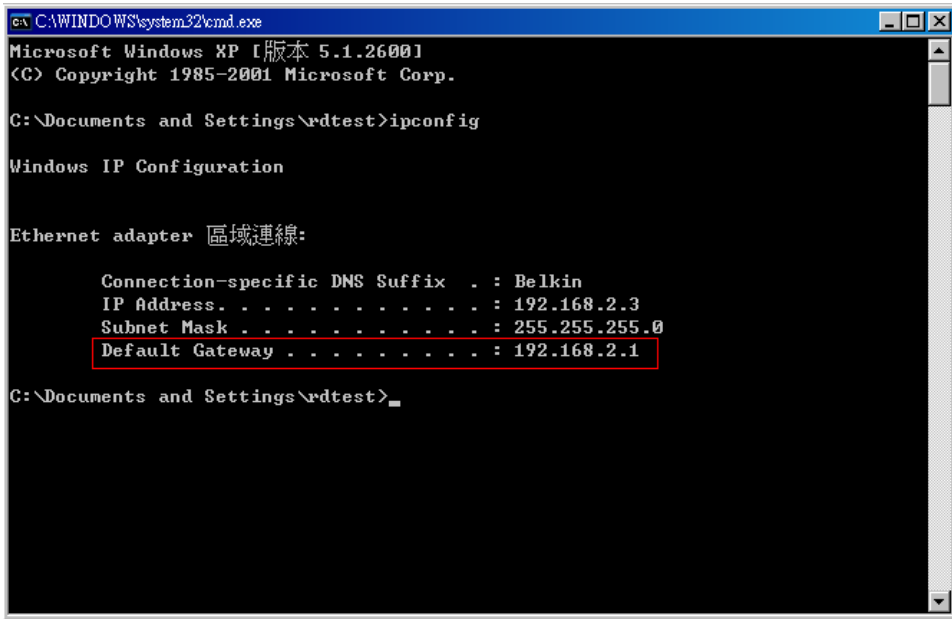 C:\WINDOWS\system32\cmd.exe
Microsoft Windows XP [版本 5.1.2600]
(C) Copyright 1985-2001 Microsoft Corp.
C:\Documents and Settings\rdtest>ipconfig
Windows IP Configuration
Ethernet adapter 區域連線:
Connection-specific DNS Suffix  . : Belkin
IP Address. . . . . . . . . . . . : 192.168.2.3
Subnet Mask . . . . . . . . . . . : 255.255.255.0
Default Gateway . . . . . . . . . : 192.168.2.1
C:\Documents and Settings\rdtest>_